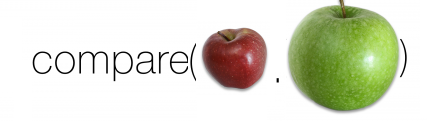 compare( , )